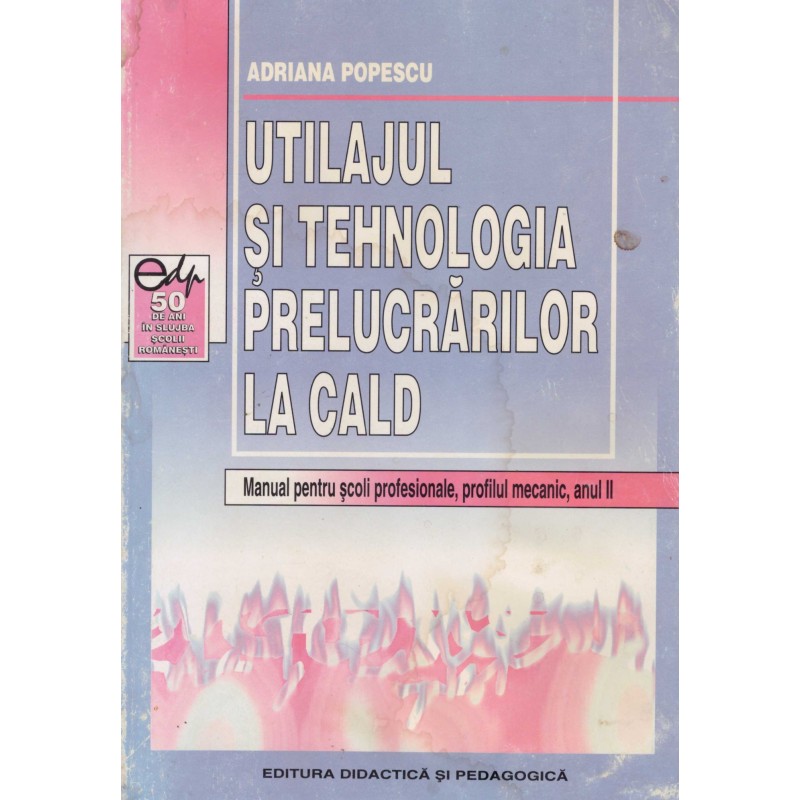 ADRIANA POPESCU
UTILAJUL
ŞI TEHNOLOGIA
PRELUCRĂRILOR
LA CALD
edp
50
DE ANI
ÎN SLUJBA
ŞCOLII
ROMÂNEŞTI
Manual pentru şcoli profesionale, profilul mecanic, anul II
EDITURA DIDACTICĂ ŞI PEDAGOGICĂ